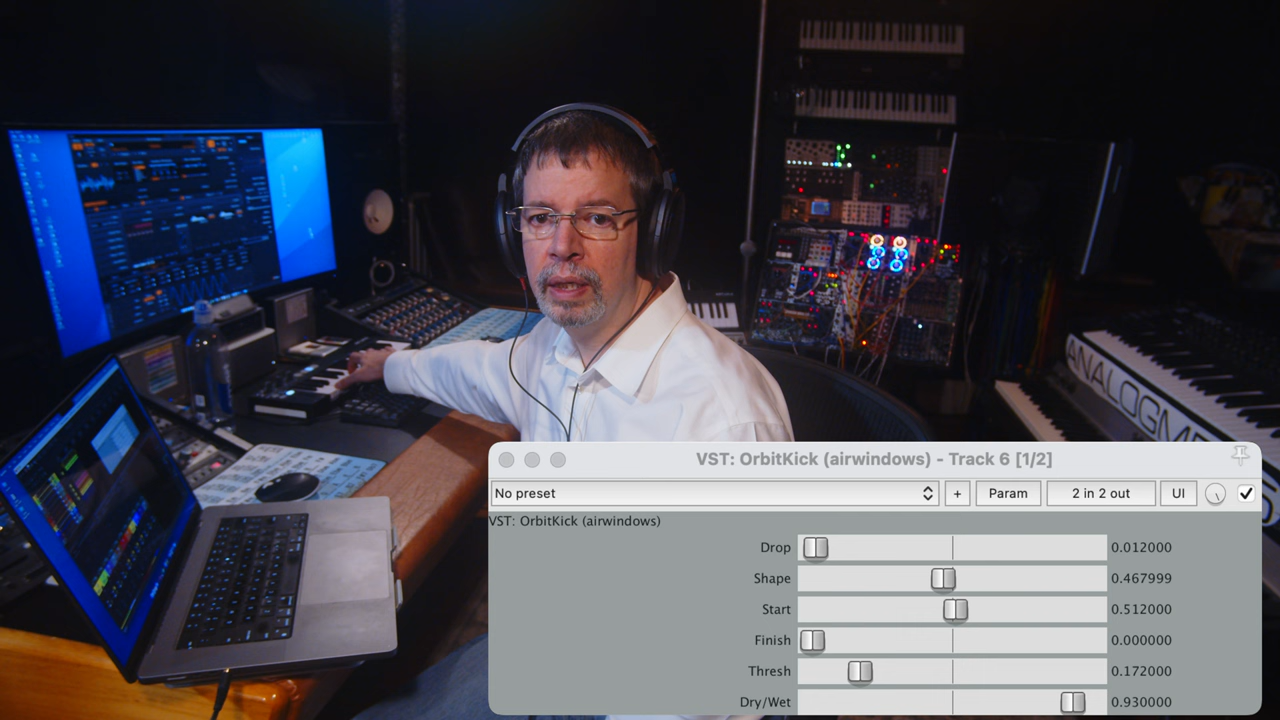 ANALOGM
VST: OrbitKick (airwindows) - Track 6 [1/2]
No preset
+
Param
2 in 2 out
UI
VST: OrbitKick (airwindows)
Drop 0.012000
Shape 0.467999
Start 0.512000
Finish 0.000000
Thresh 0.172000
Dry/Wet 0.930000